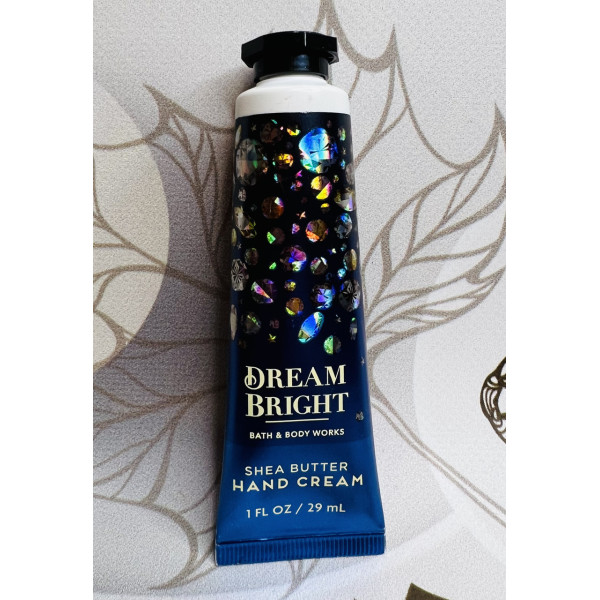 DREAM
BRIGHT
BATH & BODY WORKS
SHEA BUTTER
HAND CREAM
1 FL OZ / 29 mL